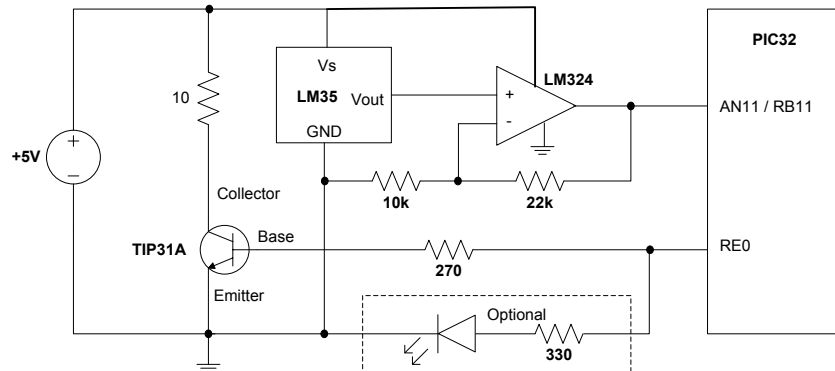 PIC32
Vs
LM35
Vout
GND
LM324
+
-
AN11 / RB11
10
+5V
10k
22k
Collector
TIP31A
Base
Emitter
270
RE0
Optional
330